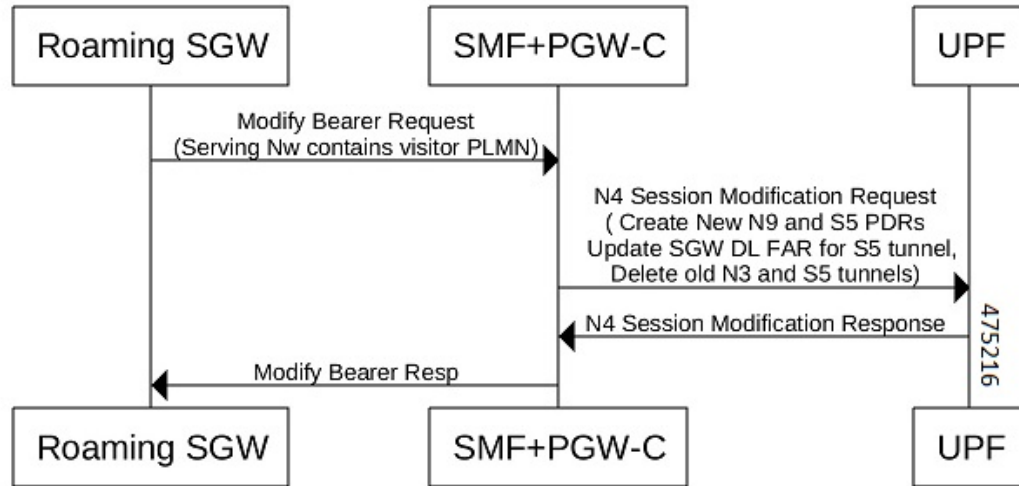 Roaming SGW
SMF+PGW-C
UPF
Modify Bearer Request
(Serving Nw contains visitor PLMN)
N4 Session Modification Request
( Create New N9 and S5 PDRs
Update SGW DL FAR for S5 tunnel,
Delete old N3 and S5 tunnels)
N4 Session Modification Response
Modify Bearer Resp
475216
Roaming SGW
SMF+PGW-C
UPF